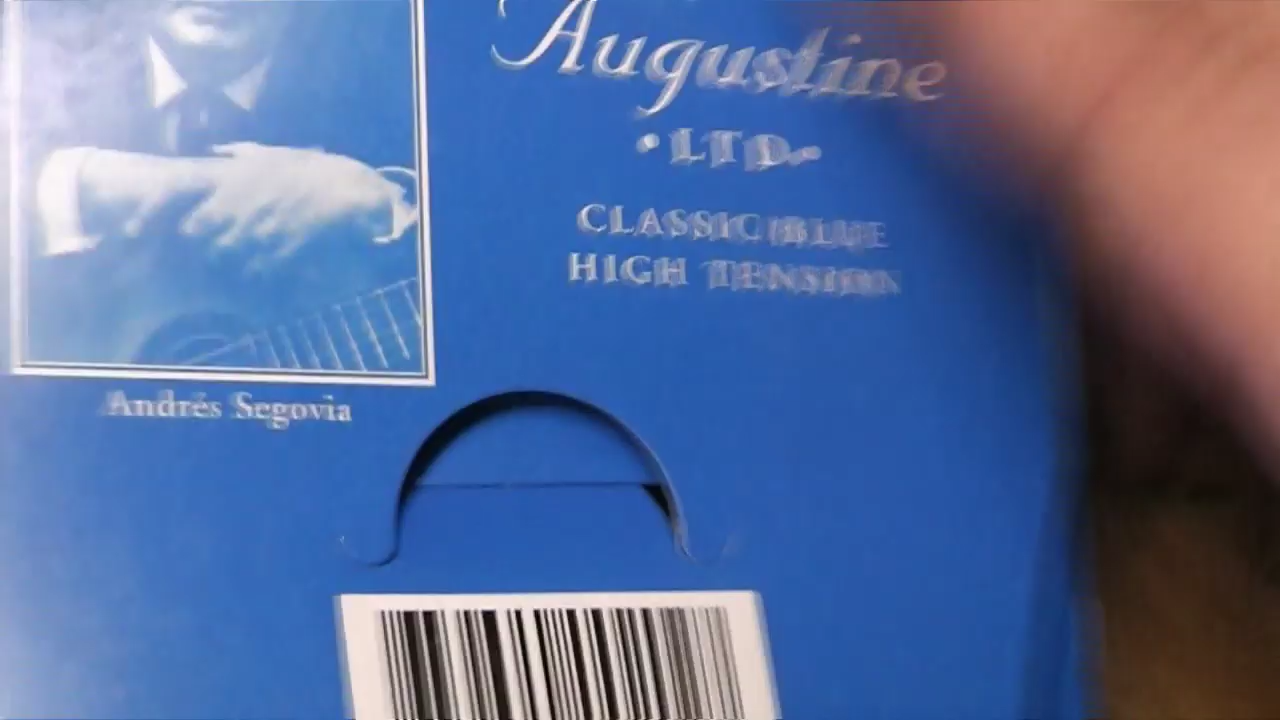 Augustine
• LTD •
CLASSIC/BLUE
HIGH TENSION
Andrés Segovia